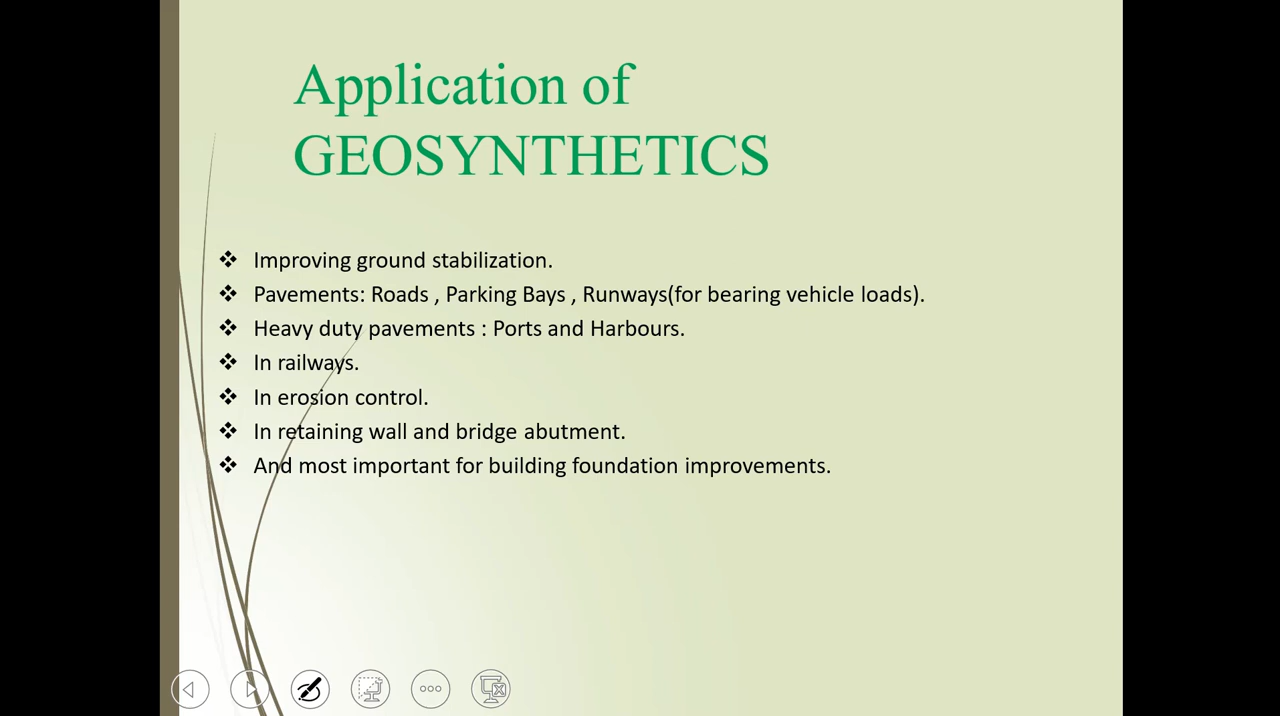 Application of
GEOSYNTHETICS
❖ Improving ground stabilization.
❖ Pavements: Roads , Parking Bays , Runways(for bearing vehicle loads).
❖ Heavy duty pavements : Ports and Harbours.
❖ In railways.
❖ In erosion control.
❖ In retaining wall and bridge abutment.
❖ And most important for building foundation improvements.